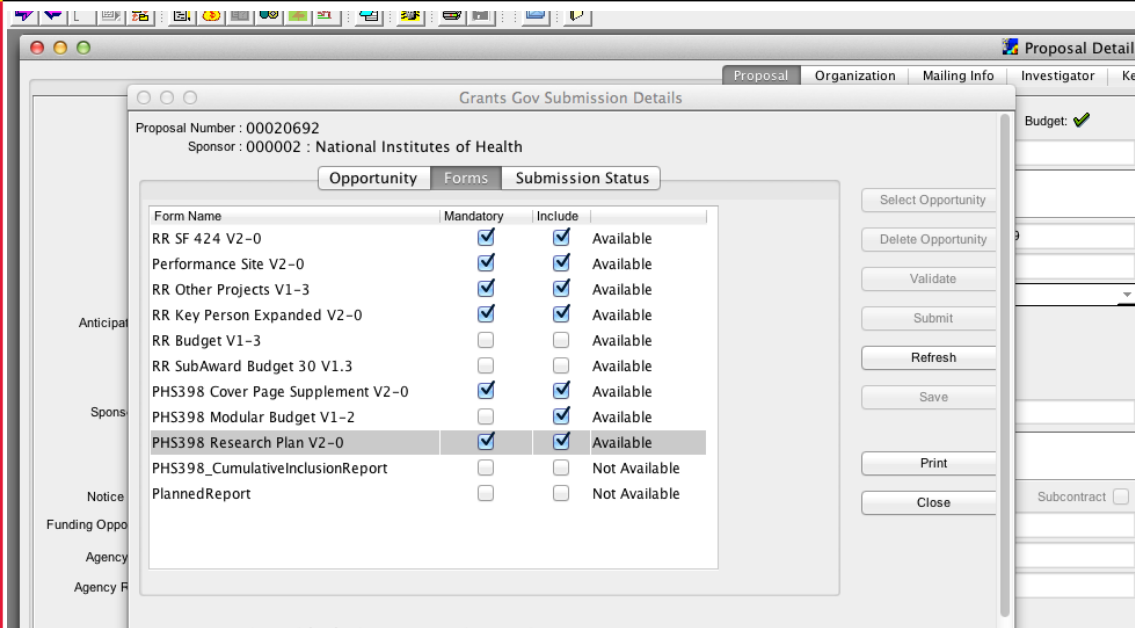 Proposal Detail
Proposal Organization Mailing Info Investigator Ke
Grants Gov Submission Details
Budget:
Proposal Number : 00020692
Sponsor : 000002 : National Institutes of Health
Opportunity Forms Submission Status
Form Name Mandatory Include
RR SF 424 V2-0 Available
Performance Site V2-0 Available
RR Other Projects V1-3 Available
RR Key Person Expanded V2-0 Available
RR Budget V1-3 Available
RR SubAward Budget 30 V1.3 Available
PHS398 Cover Page Supplement V2-0 Available
PHS398 Modular Budget V1-2 Available
PHS398 Research Plan V2-0 Available
PHS398_CumulativeInclusionReport Not Available
PlannedReport Not Available
Select Opportunity
Delete Opportunity
Validate
Submit
Refresh
Save
Print
Close
Anticipat
Sponso
Notice
Funding Oppo
Agency
Agency R
Subcontract